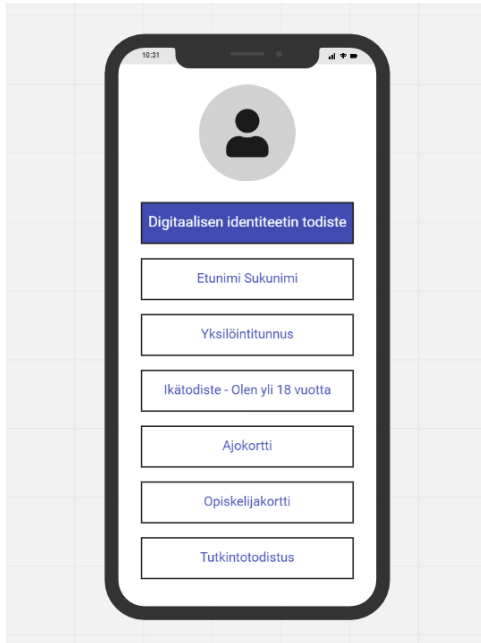 10:31
Digitaalisen identiteetin todiste
Etunimi Sukunimi
Yksilöintitunnus
Ikätodiste - Olen yli 18 vuotta
Ajokortti
Opiskelijakortti
Tutkintotodistus